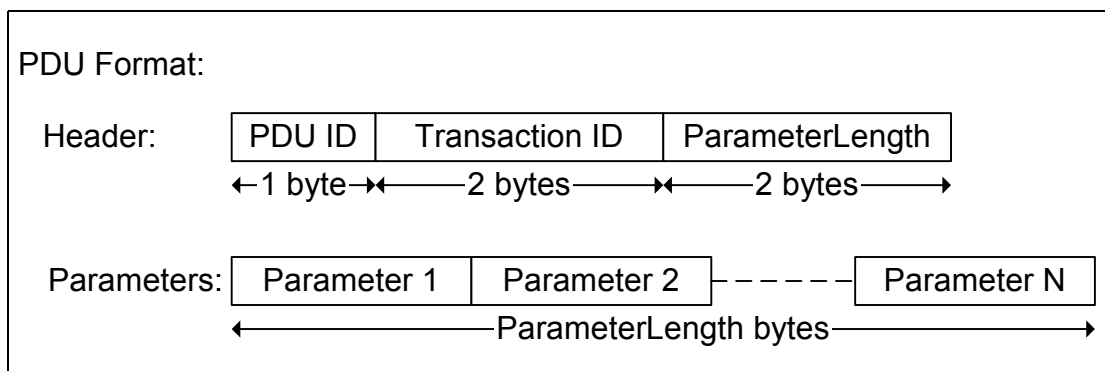 PDU Format:
Header: PDU ID Transaction ID ParameterLength
1 byte 2 bytes 2 bytes
Parameters: Parameter 1 Parameter 2 Parameter N
ParameterLength bytes